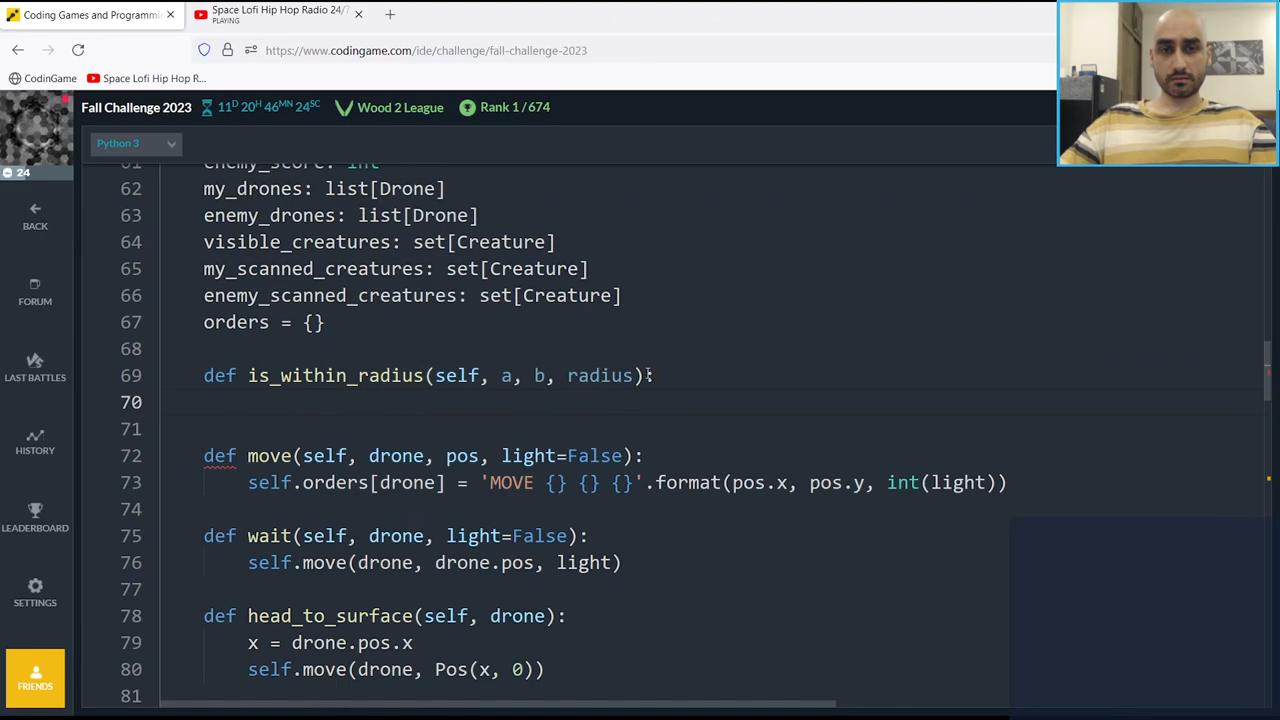 Coding Games and Programmin
Space Lofi Hip Hop Radio 24/7
PLAYING
https://www.codingame.com/ide/challenge/fall-challenge-2023
CodinGame
Space Lofi Hip Hop R...
Fall Challenge 2023
11D 20H 46MN 24SC
Wood 2 League
Rank 1 / 674
Python 3
24
BACK
FORUM
LAST BATTLES
HISTORY
LEADERBOARD
SETTINGS
FRIENDS
61 enemy_score: int
62 my_drones: list[Drone]
63 enemy_drones: list[Drone]
64 visible_creatures: set[Creature]
65 my_scanned_creatures: set[Creature]
66 enemy_scanned_creatures: set[Creature]
67 orders = {}
68
69 def is_within_radius(self, a, b, radius):
70
71
72 def move(self, drone, pos, light=False):
73 self.orders[drone] = 'MOVE {} {} {}'.format(pos.x, pos.y, int(light))
74
75 def wait(self, drone, light=False):
76 self.move(drone, drone.pos, light)
77
78 def head_to_surface(self, drone):
79 x = drone.pos.x
80 self.move(drone, Pos(x, 0))
81